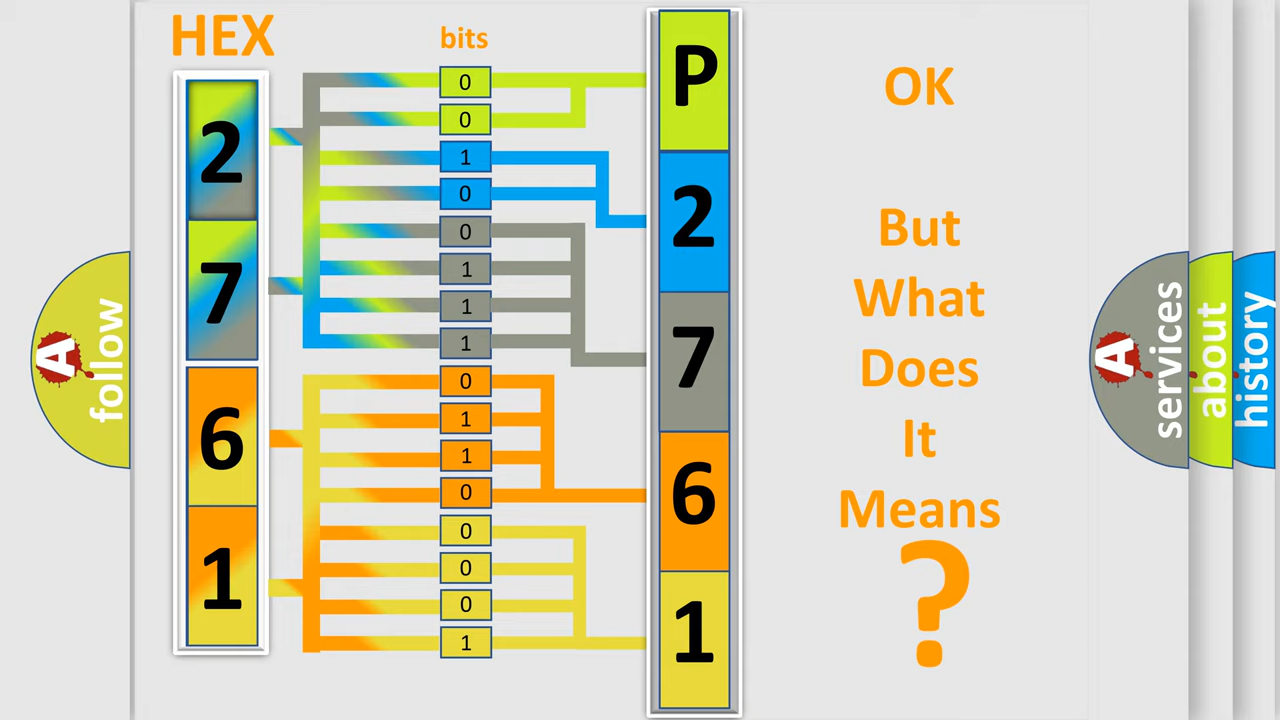 HEX
2
7
6
1
bits
0
0
1
0
0
1
1
1
0
1
1
0
0
0
0
1
P
2
7
6
1
OK
But
What
Does
It
Means
?
A
follow
A
services
about
history